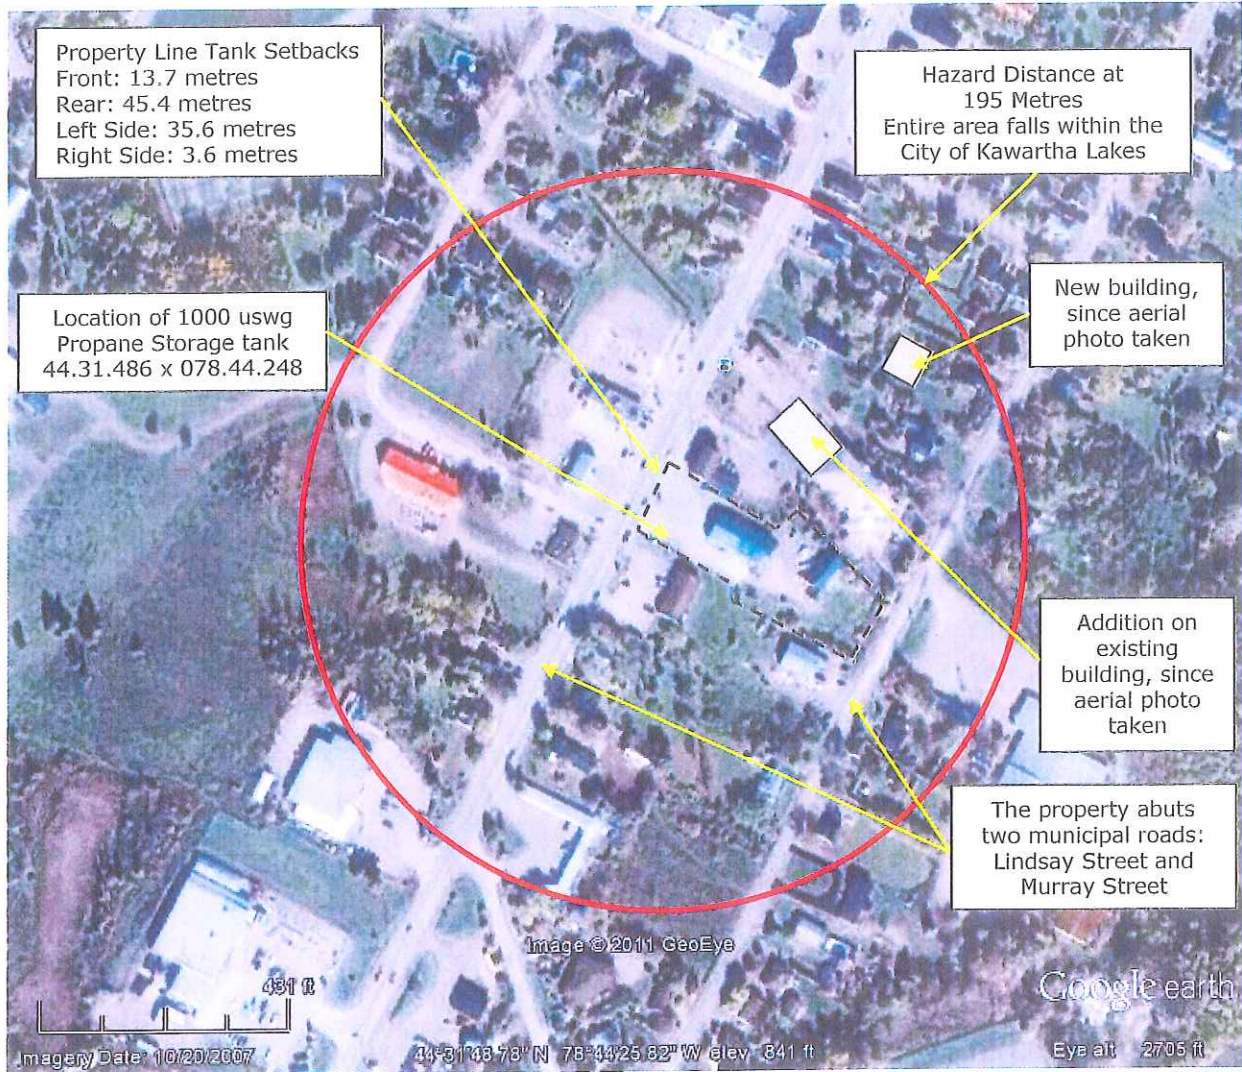 Property Line Tank Setbacks
Front: 13.7 metres
Rear: 45.4 metres
Left Side: 35.6 metres
Right Side: 3.6 metres
Hazard Distance at
195 Metres
Entire area falls within the
City of Kawartha Lakes
Location of 1000 uswg
Propane Storage tank
44.31.486 x 078.44.248
New building,
since aerial
photo taken
Addition on
existing
building, since
aerial photo
taken
The property abuts
two municipal roads:
Lindsay Street and
Murray Street
Image © 2011 GeoEye
431 ft
Google earth
Imagery Date: 10/20/2007
44°31'48.78" N 78°44'25.82" W elev 841 ft
Eye alt 2705 ft